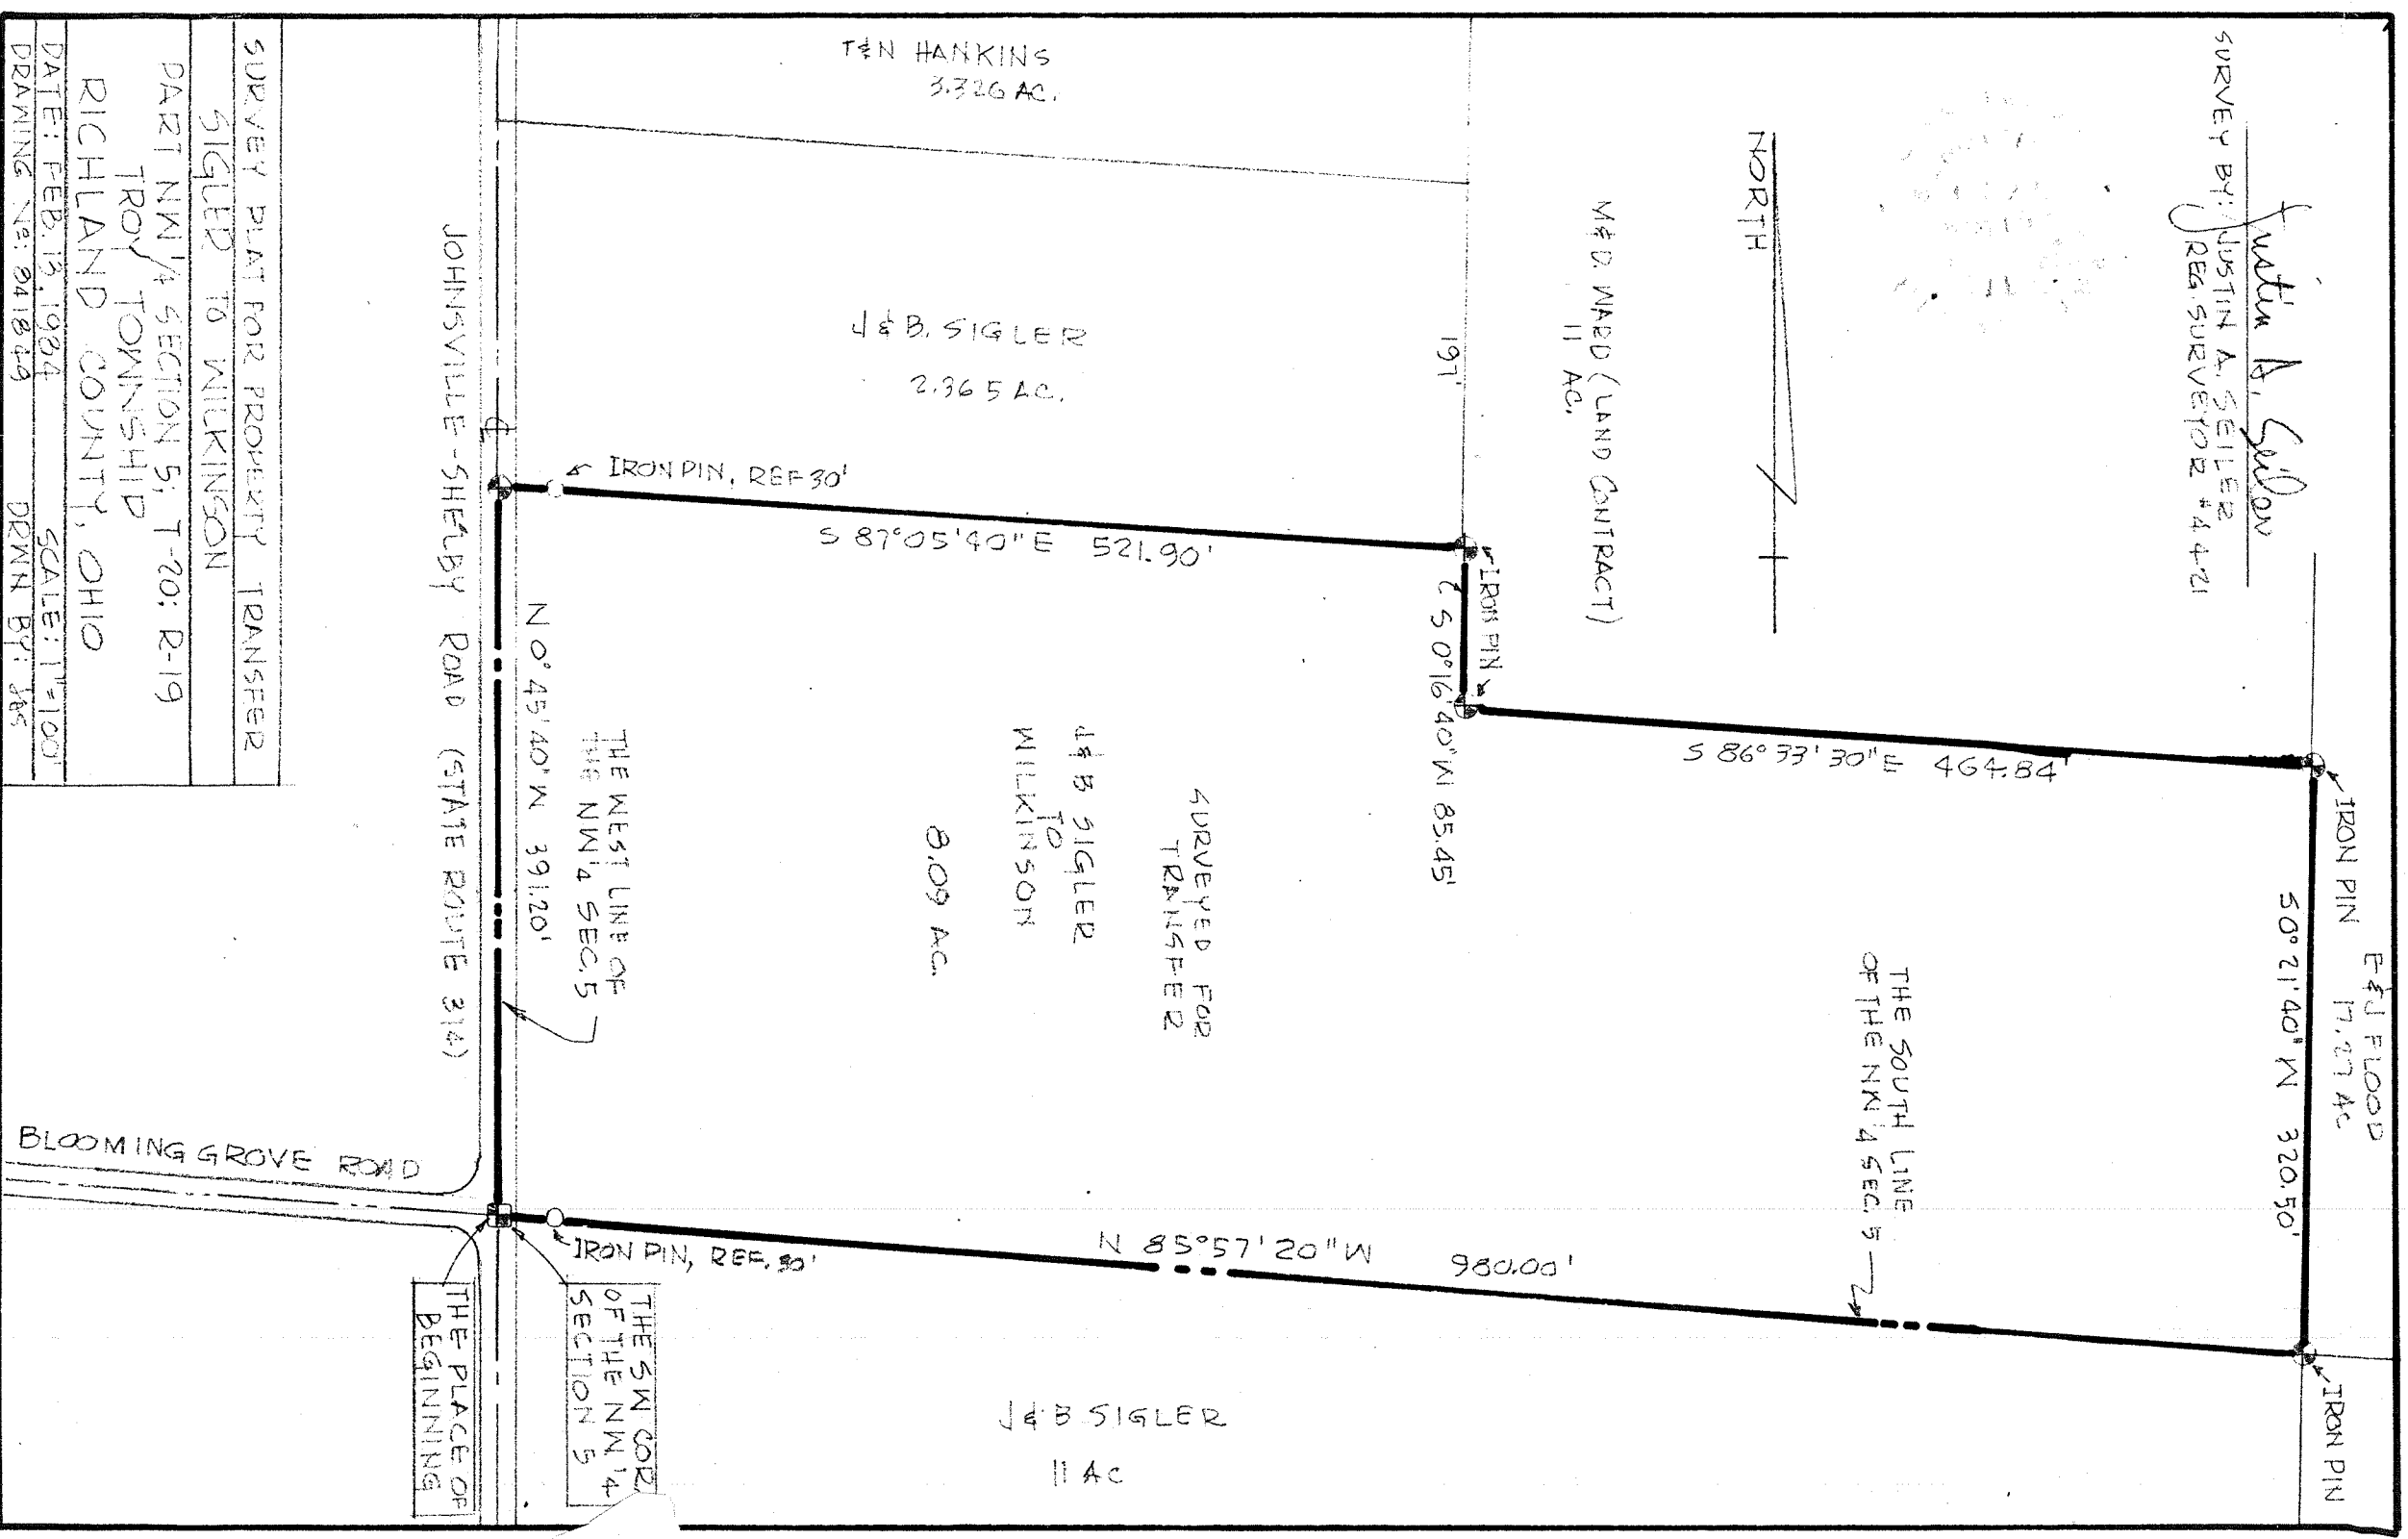 SURVEY PLAT FOR PROPERTY TRANSFER
SIGLER TO WILKINSON
PART NW 1/4 SECTION 5; T-20; R-19
TROY TOWNSHIP
RICHLAND COUNTY, OHIO
DATE: FEB. 13, 1984 SCALE: 1"=100'
DRAWING Nº: 841849 DRWN BY: JAS
T&N HANKINS
3.326 AC.
J & B. SIGLER
2.365 AC.
197'
M & D. WARD (LAND CONTRACT)
11 AC.
NORTH
Justin A. Seiler
SURVEY BY: JUSTIN A. SEILER
REG. SURVEYOR #4421
JOHNSVILLE-SHELBY ROAD (STATE ROUTE 314)
℄
IRON PIN, REF 30'
S 87°05'40"E 521.90'
IRON PIN
S 0°16'40"W 85.45'
S 86°33'30"E 464.84'
IRON PIN
F&J FLOOD
17.27 AC
S0°21'40"W 320.50'
N 0°45'40"W 391.20'
THE WEST LINE OF
THE NW 1/4 SEC. 5
SURVEYED FOR
TRANSFER
J & B SIGLER
TO
WILKINSON
8.09 AC.
THE SOUTH LINE
OF THE NW 1/4 SEC. 5
BLOOMING GROVE ROAD
IRON PIN, REF. 30'
N 85°57'20"W 980.00'
IRON PIN
THE SW COR
OF THE NW 1/4
SECTION 5
THE PLACE OF
BEGINNING
J & B SIGLER
11 AC